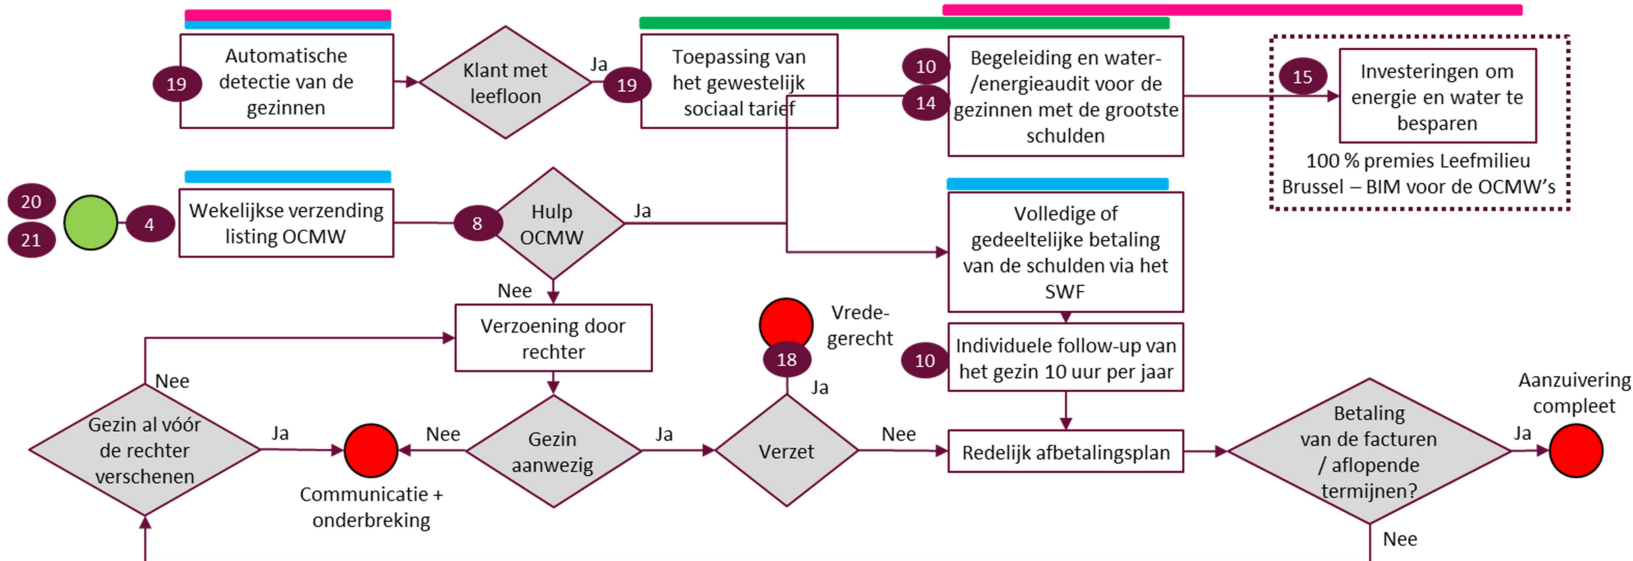 Automatische
detectie van de
gezinnen
19
Klant met
leefloon
Ja
19
Toepassing van
het gewestelijk
sociaal tarief
10
14
Begeleiding en water-
/energieaudit voor de
gezinnen met de grootste
schulden
15
Investeringen om
energie en water te
besparen
100 % premies Leefmilieu
Brussel – BIM voor de OCMW’s
20
21
4
Wekelijkse verzending
listing OCMW
8
Hulp
OCMW
Ja
Nee
Volledige of
gedeeltelijke betaling
van de schulden via het
SWF
Verzoening door
rechter
Vrede-
gerecht
18
Ja
10
Individuele follow-up van
het gezin 10 uur per jaar
Nee
Gezin al vóór
de rechter
verschenen
Ja
Communicatie +
onderbreking
Nee
Gezin
aanwezig
Ja
Verzet
Nee
Redelijk afbetalingsplan
Betaling
van de facturen
/ aflopende
termijnen?
Ja
Aanzuivering
compleet
Nee